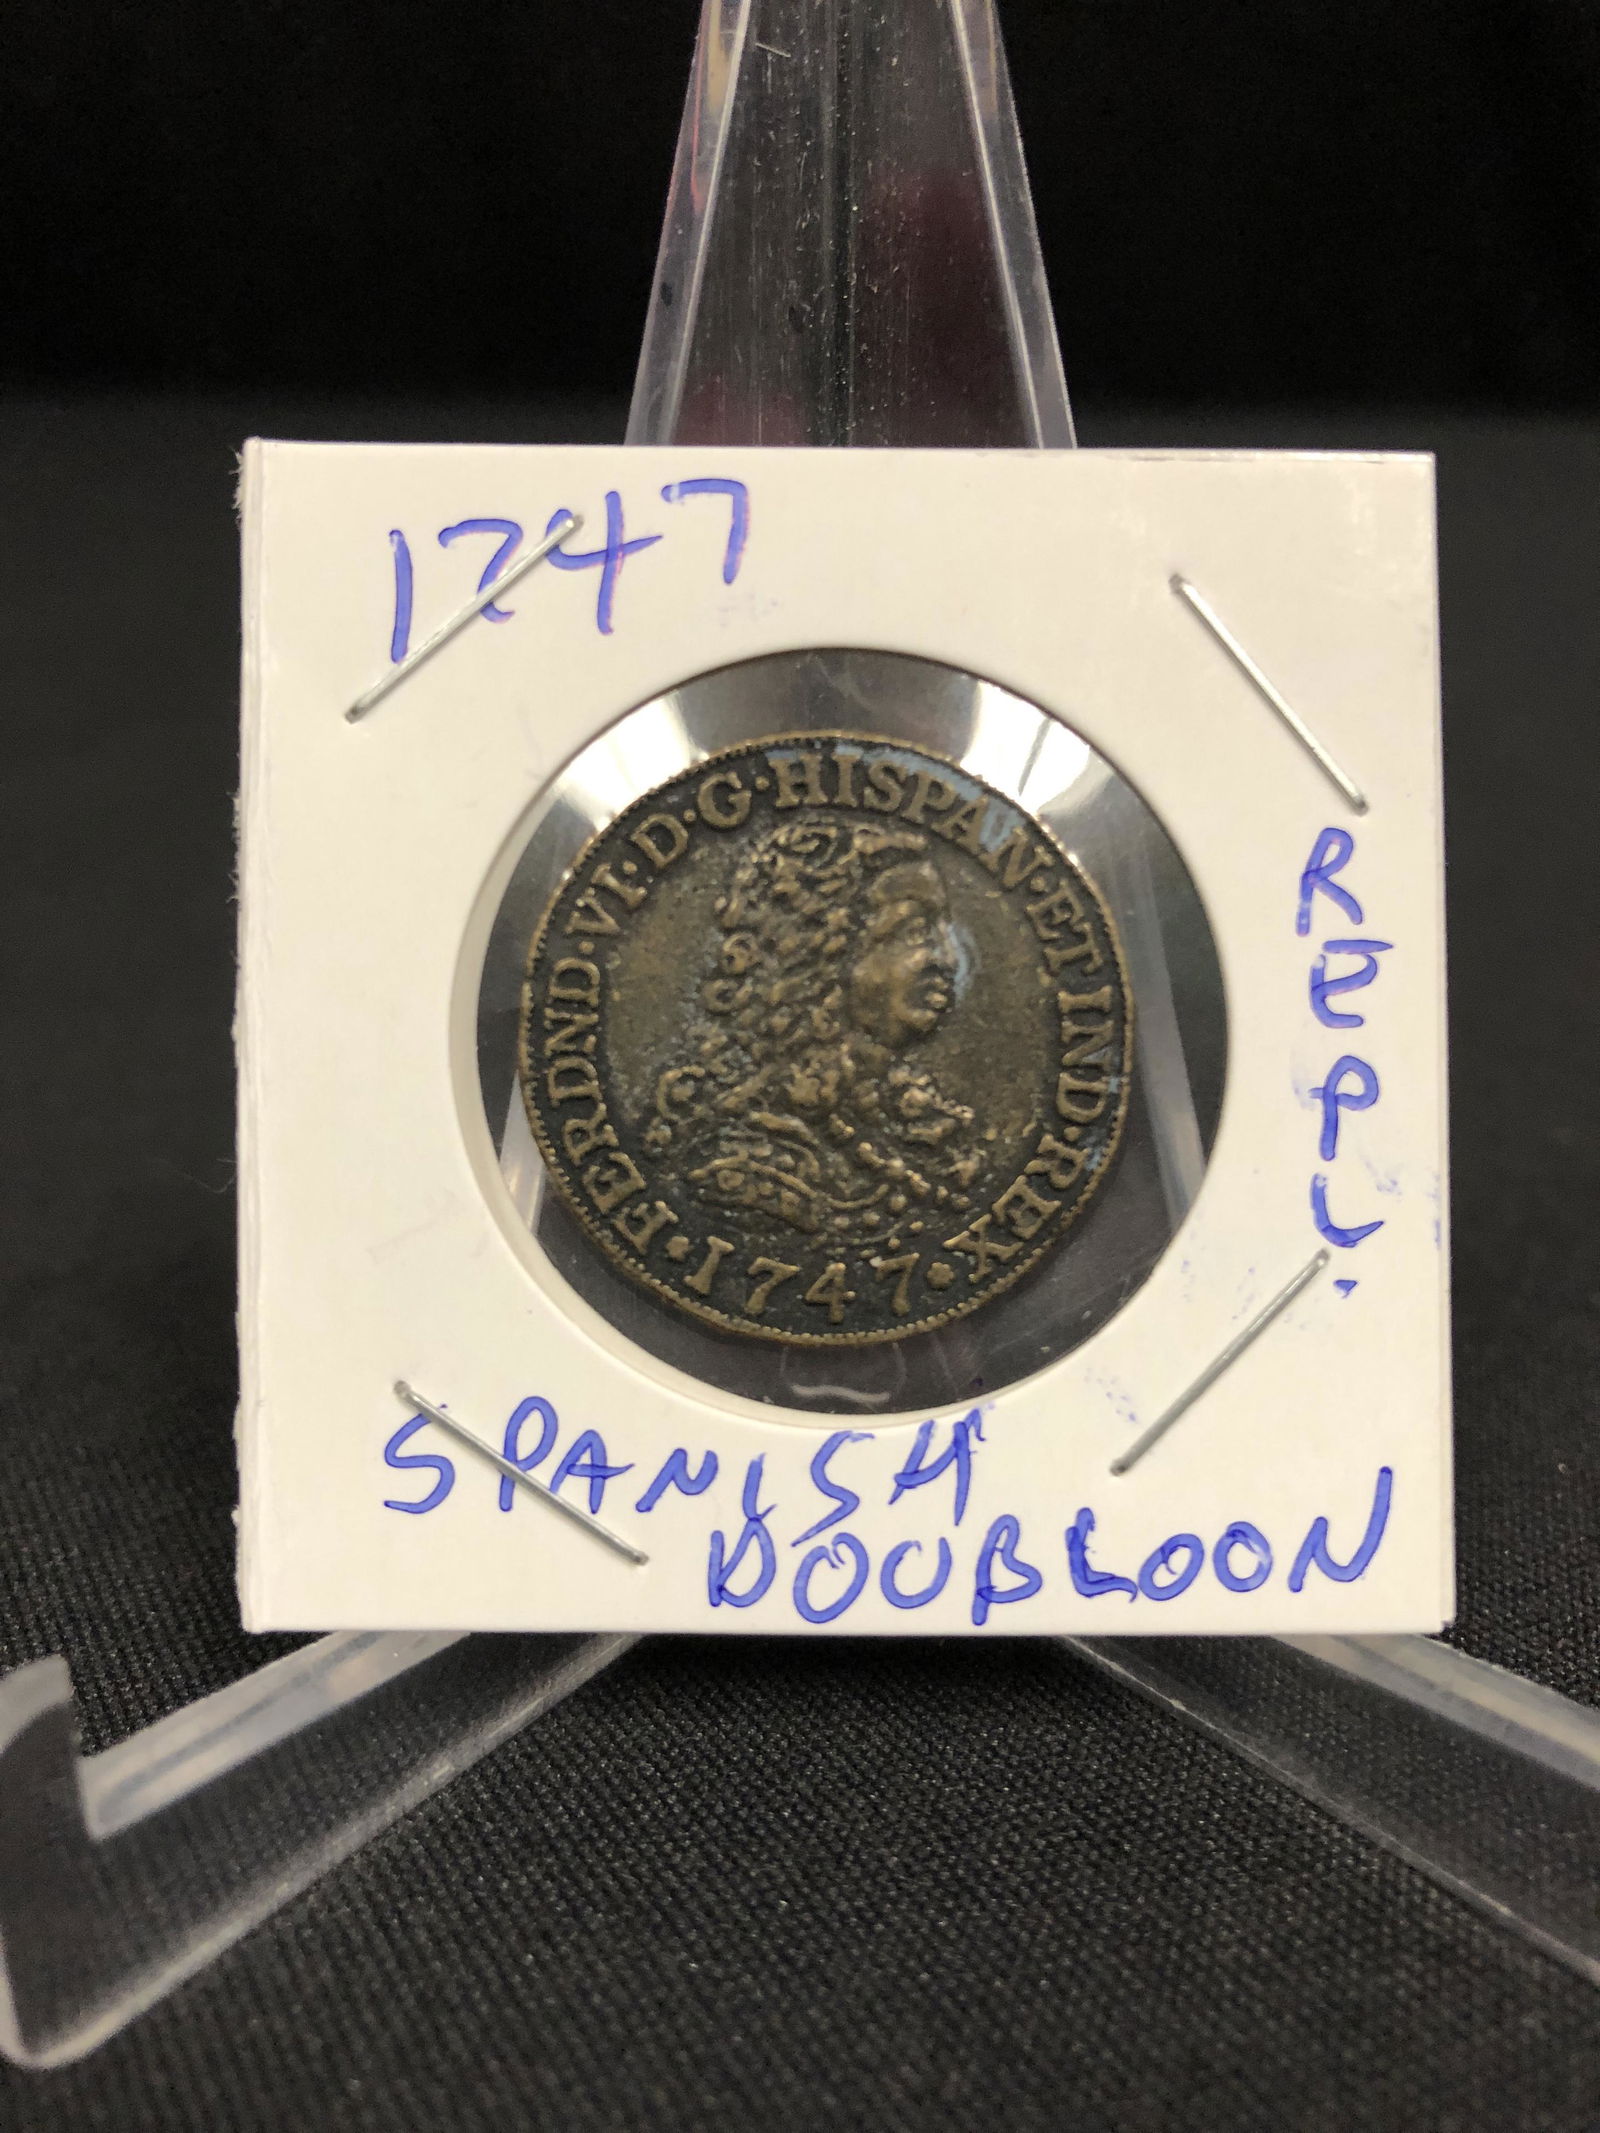 1747
FERDND·VI·D·G·HISPAN·ET IND·REX
*1747*
REPL.
SPANISH
DOUBLOON